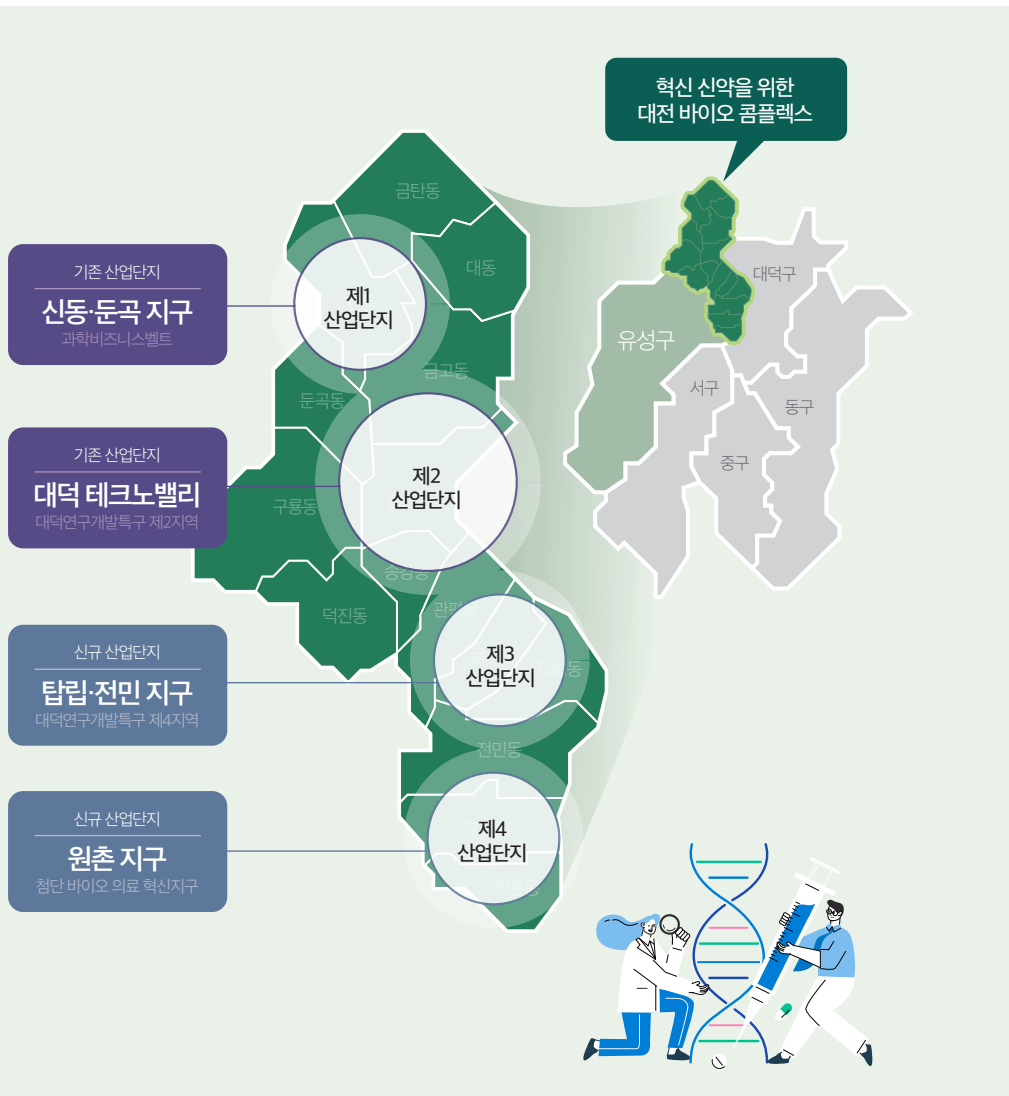 혁신 신약을 위한
대전 바이오 콤플렉스
금탄동
대동
대덕구
기존 산업단지
신동·둔곡 지구
과학비즈니스벨트
제1
산업단지
유성구
금고동
둔곡동
서구
동구
중구
기존 산업단지
대덕 테크노밸리
대덕연구개발특구 제2지역
제2
산업단지
구룡동
송강동
덕진동
신규 산업단지
탑립·전민 지구
대덕연구개발특구 제4지역
제3
산업단지
전민동
신규 산업단지
원촌 지구
첨단 바이오 의료 혁신지구
제4
산업단지
원촌동